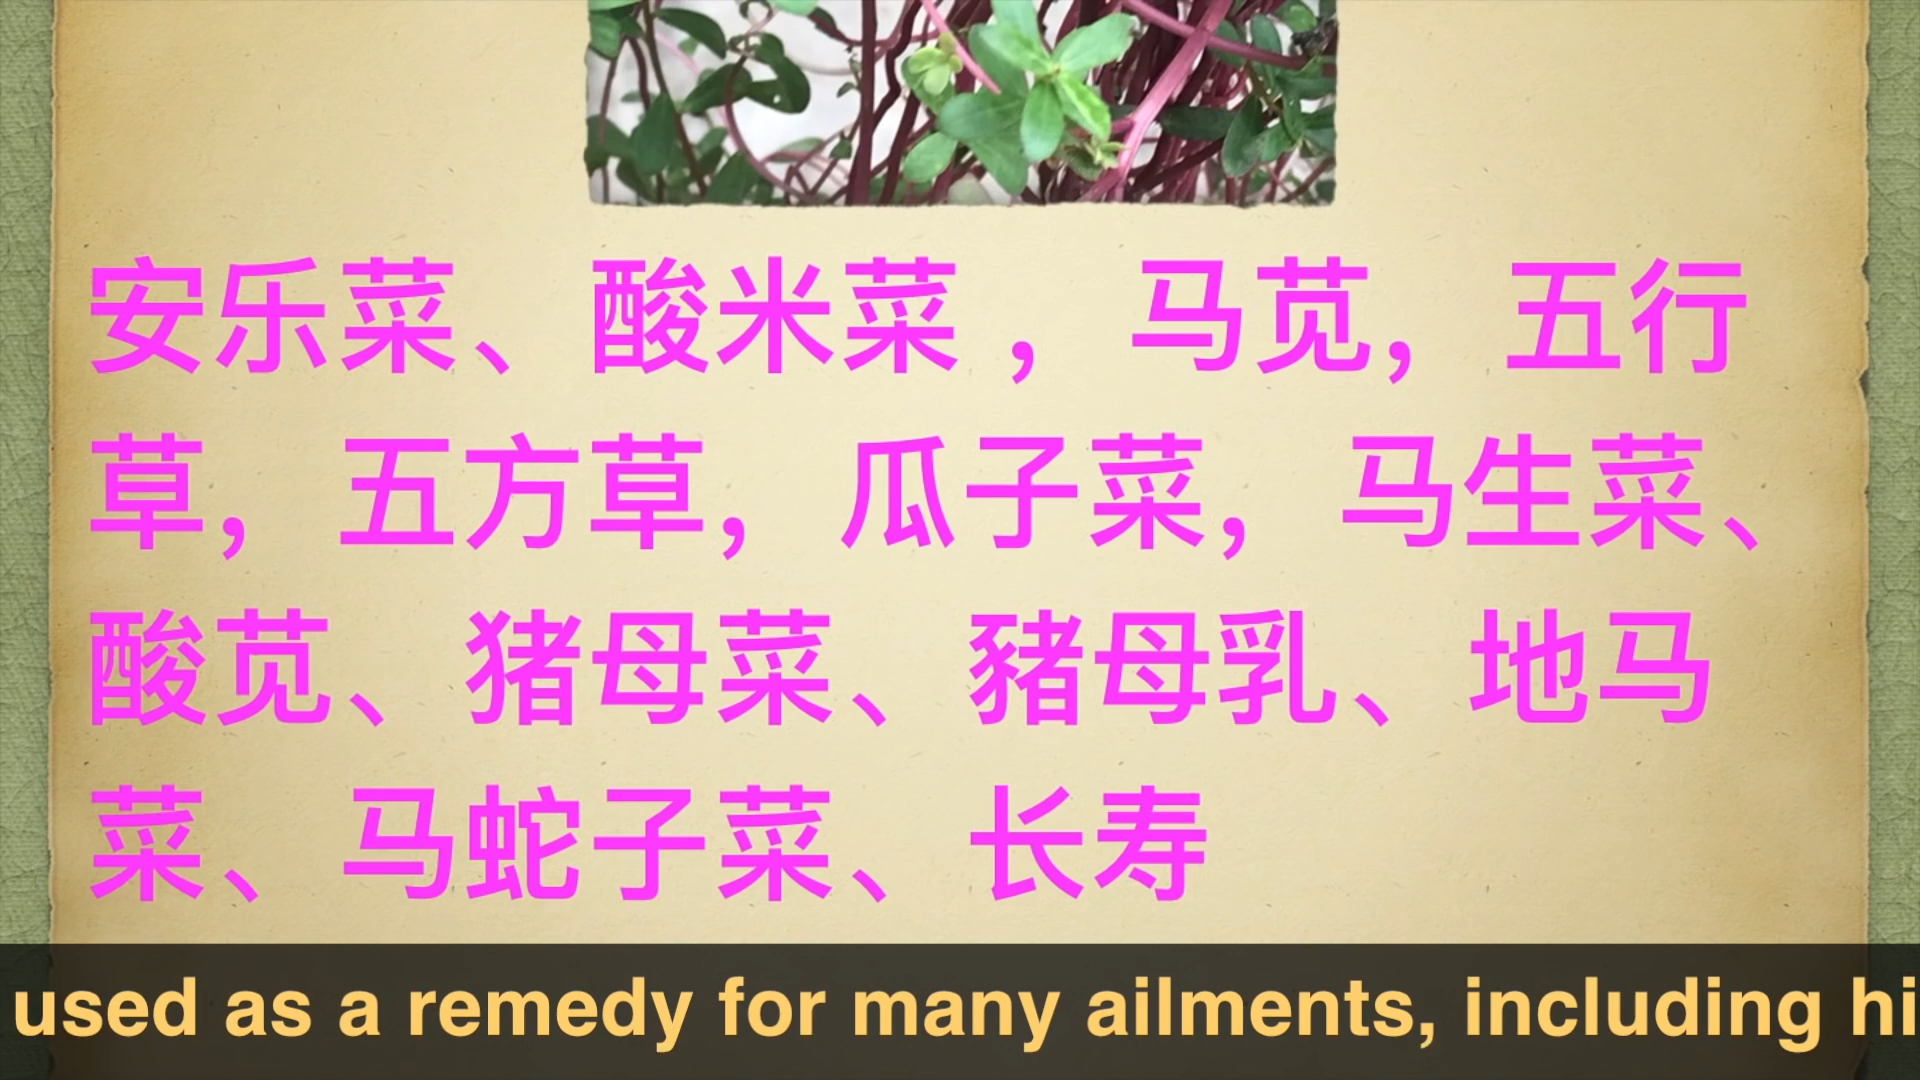 安乐菜、酸米菜 ， 马苋， 五行
草， 五方草， 瓜子菜， 马生菜、
酸苋、猪母菜、豬母乳、地马
菜、马蛇子菜、长寿
used as a remedy for many ailments, including hi